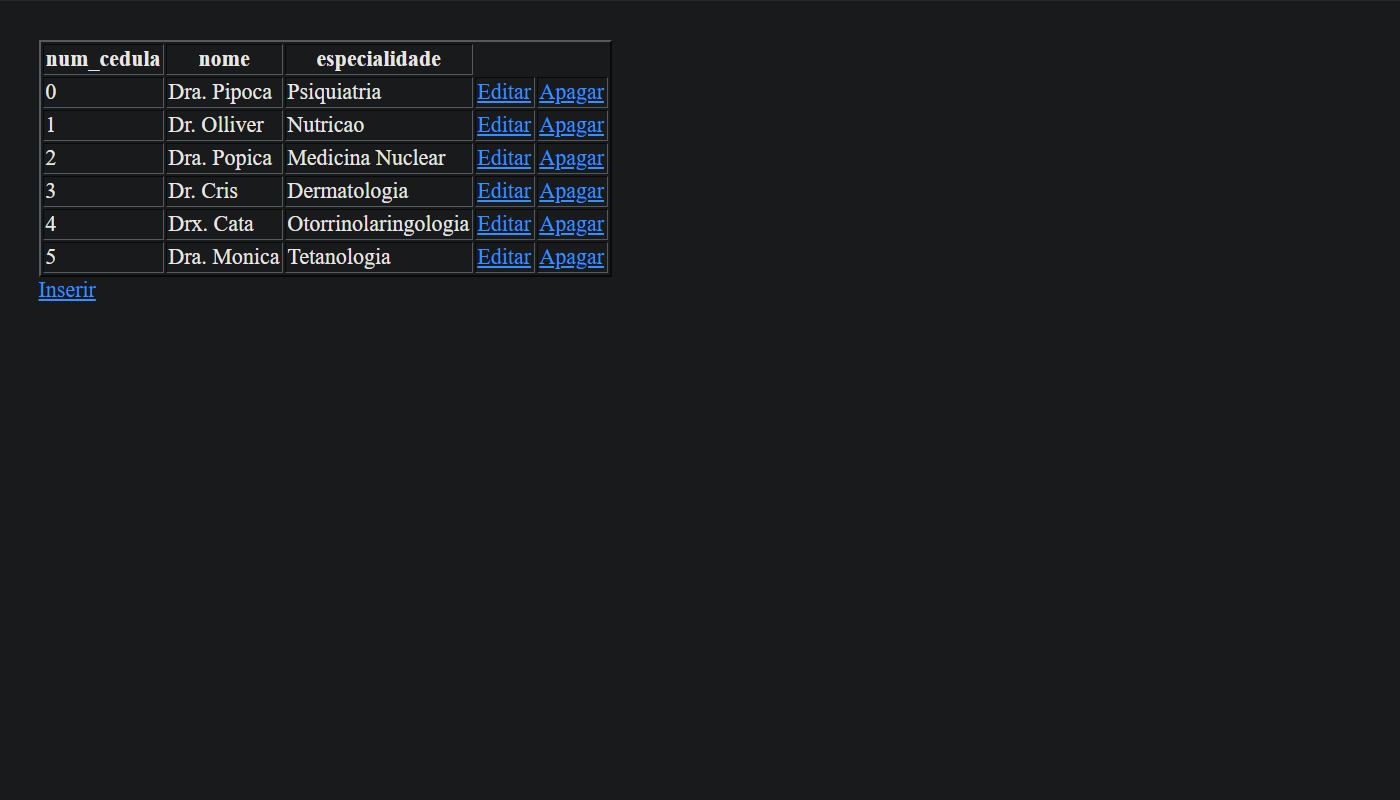 num_cedula nome especialidade
0 Dra. Pipoca Psiquiatria Editar Apagar
1 Dr. Olliver Nutricao Editar Apagar
2 Dra. Popica Medicina Nuclear Editar Apagar
3 Dr. Cris Dermatologia Editar Apagar
4 Drx. Cata Otorrinolaringologia Editar Apagar
5 Dra. Monica Tetanologia Editar Apagar
Inserir